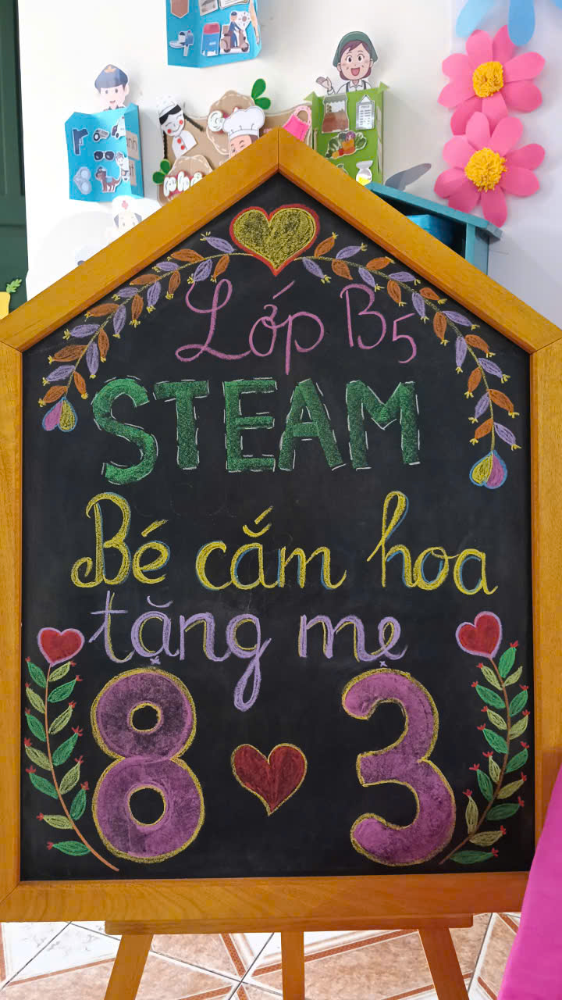 Lớp B5
STEAM
Bé cắm hoa
tặng mẹ
8 3